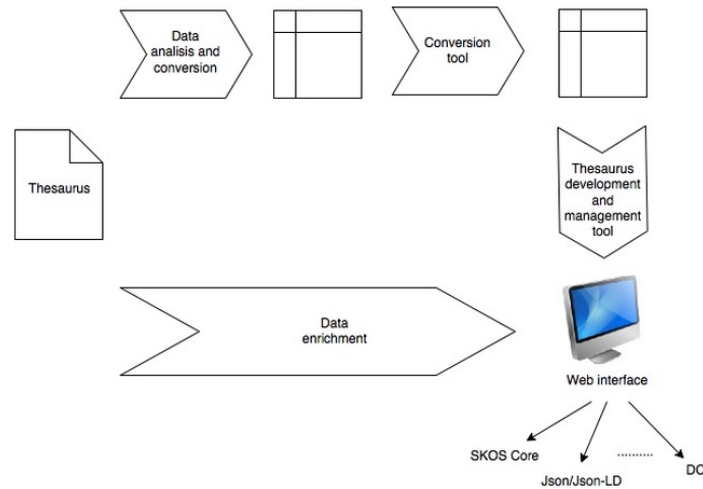 Data
analisis and
conversion
Conversion
tool
Thesaurus
Thesaurus
development
and
management
tool
Data
enrichment
Web interface
SKOS Core
Json/Json-LD
DC